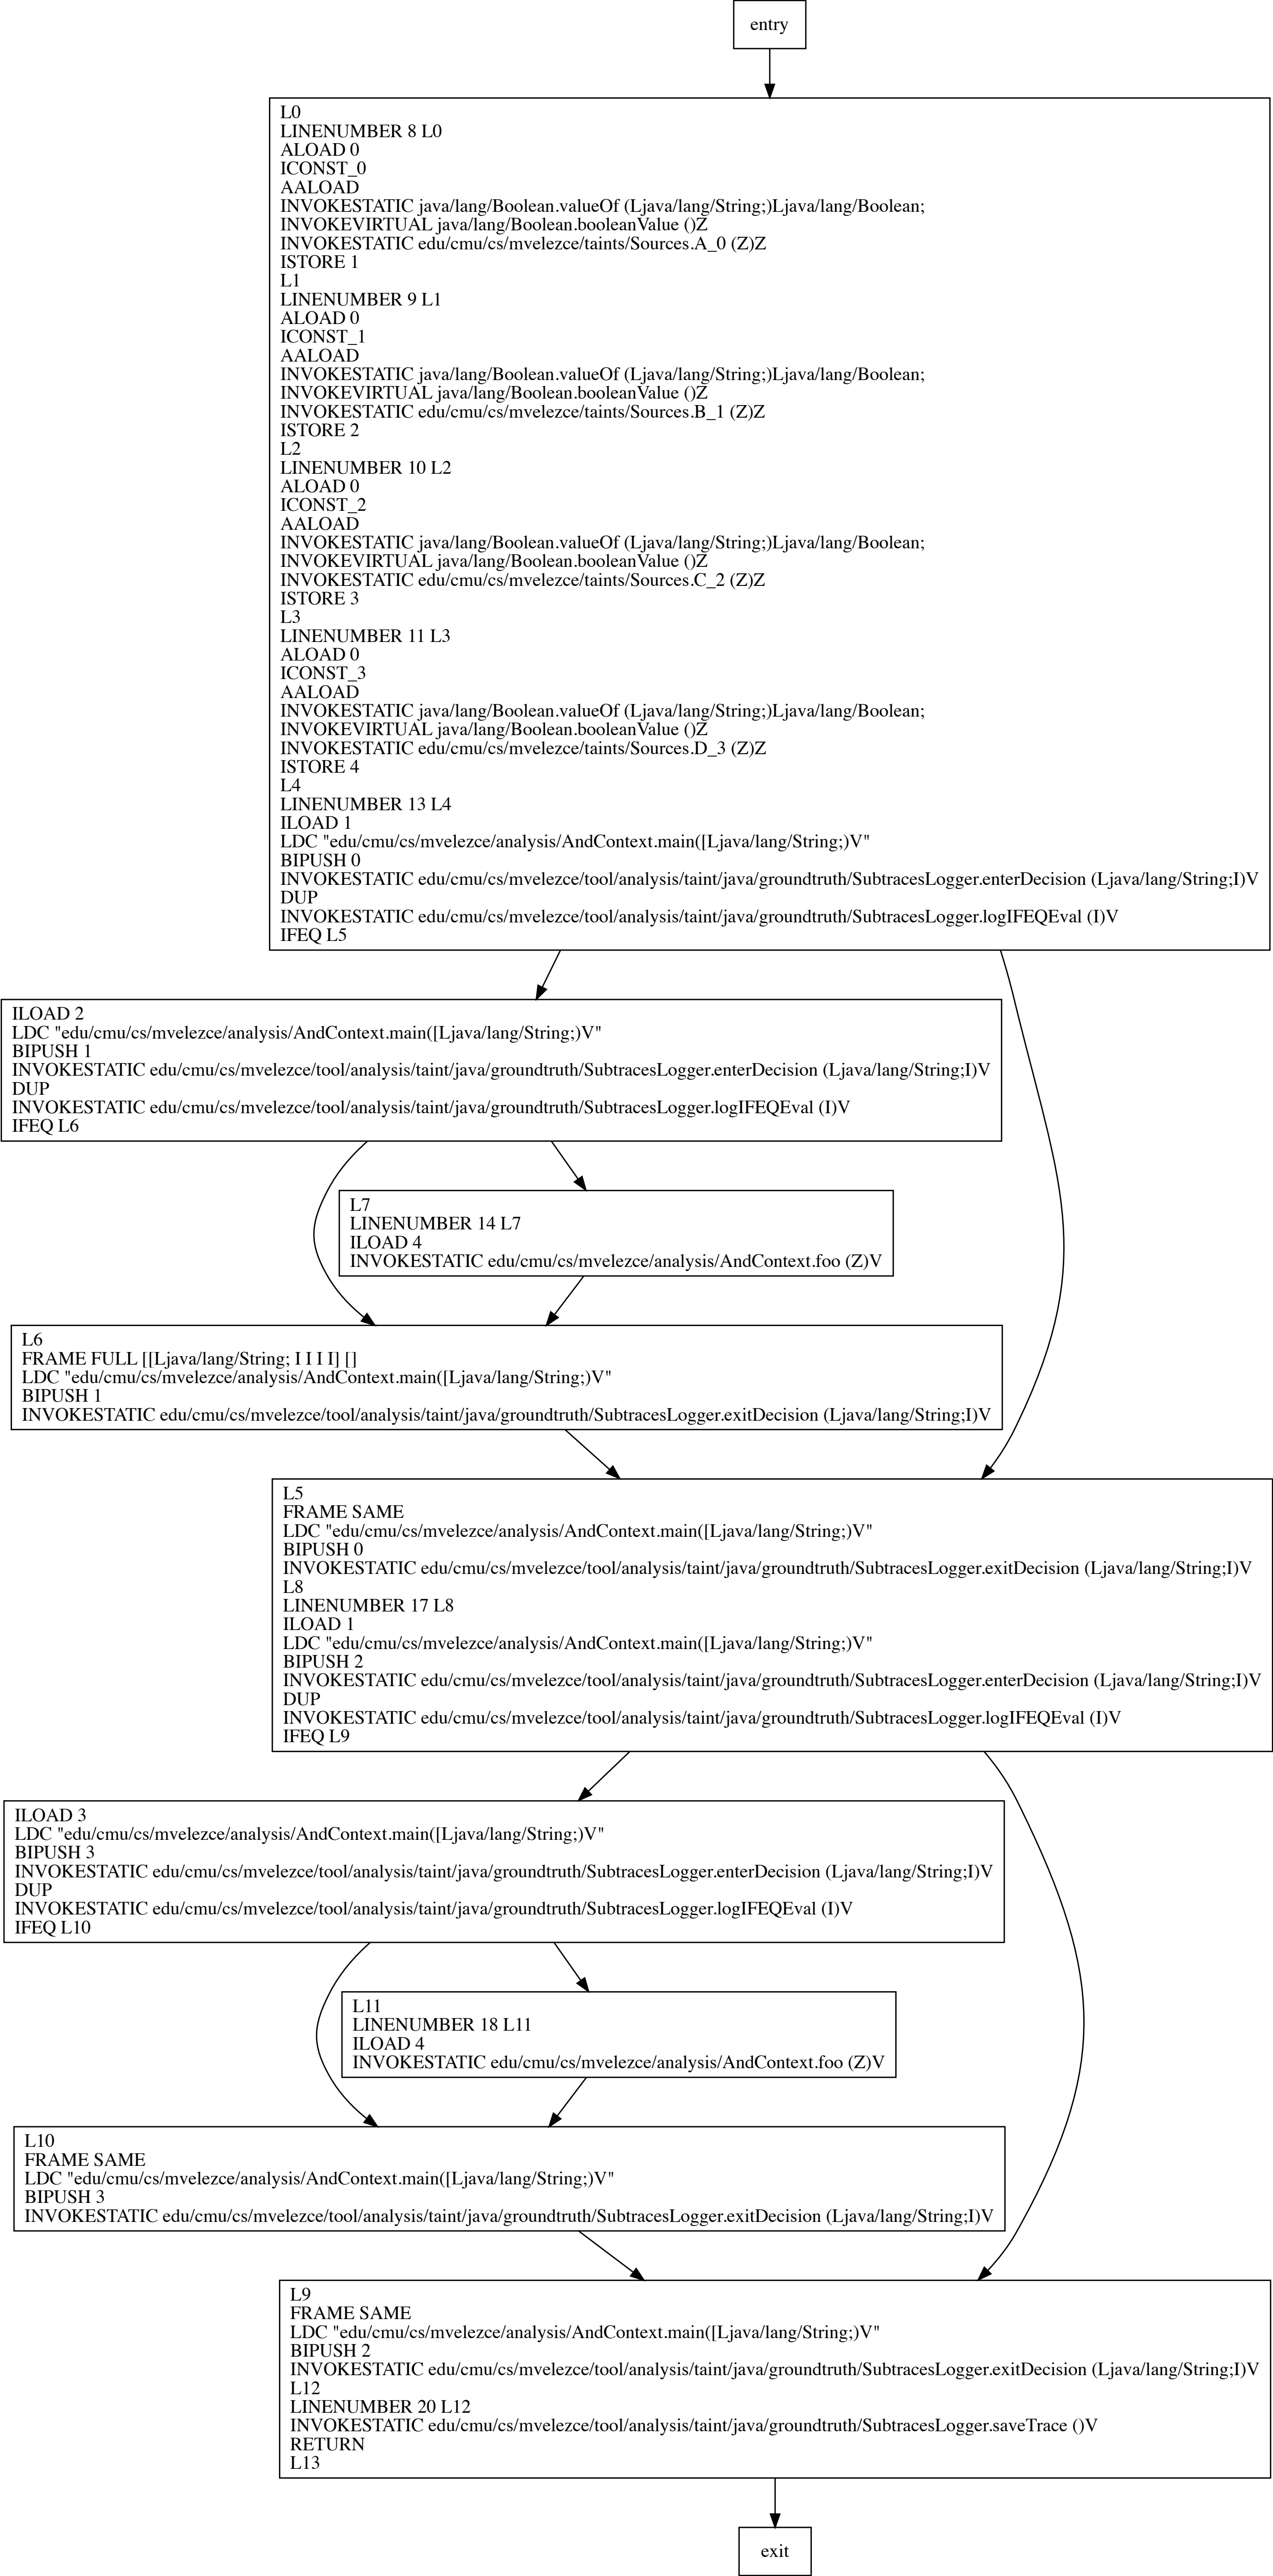 entry
L0
LINENUMBER 8 L0
ALOAD 0
ICONST_0
AALOAD
INVOKESTATIC java/lang/Boolean.valueOf (Ljava/lang/String;)Ljava/lang/Boolean;
INVOKEVIRTUAL java/lang/Boolean.booleanValue ()Z
INVOKESTATIC edu/cmu/cs/mvelezce/taints/Sources.A_0 (Z)Z
ISTORE 1
L1
LINENUMBER 9 L1
ALOAD 0
ICONST_1
AALOAD
INVOKESTATIC java/lang/Boolean.valueOf (Ljava/lang/String;)Ljava/lang/Boolean;
INVOKEVIRTUAL java/lang/Boolean.booleanValue ()Z
INVOKESTATIC edu/cmu/cs/mvelezce/taints/Sources.B_1 (Z)Z
ISTORE 2
L2
LINENUMBER 10 L2
ALOAD 0
ICONST_2
AALOAD
INVOKESTATIC java/lang/Boolean.valueOf (Ljava/lang/String;)Ljava/lang/Boolean;
INVOKEVIRTUAL java/lang/Boolean.booleanValue ()Z
INVOKESTATIC edu/cmu/cs/mvelezce/taints/Sources.C_2 (Z)Z
ISTORE 3
L3
LINENUMBER 11 L3
ALOAD 0
ICONST_3
AALOAD
INVOKESTATIC java/lang/Boolean.valueOf (Ljava/lang/String;)Ljava/lang/Boolean;
INVOKEVIRTUAL java/lang/Boolean.booleanValue ()Z
INVOKESTATIC edu/cmu/cs/mvelezce/taints/Sources.D_3 (Z)Z
ISTORE 4
L4
LINENUMBER 13 L4
ILOAD 1
LDC "edu/cmu/cs/mvelezce/analysis/AndContext.main([Ljava/lang/String;)V"
BIPUSH 0
INVOKESTATIC edu/cmu/cs/mvelezce/tool/analysis/taint/java/groundtruth/SubtracesLogger.enterDecision (Ljava/lang/String;I)V
DUP
INVOKESTATIC edu/cmu/cs/mvelezce/tool/analysis/taint/java/groundtruth/SubtracesLogger.logIFEQEval (I)V
IFEQ L5
ILOAD 2
LDC "edu/cmu/cs/mvelezce/analysis/AndContext.main([Ljava/lang/String;)V"
BIPUSH 1
INVOKESTATIC edu/cmu/cs/mvelezce/tool/analysis/taint/java/groundtruth/SubtracesLogger.enterDecision (Ljava/lang/String;I)V
DUP
INVOKESTATIC edu/cmu/cs/mvelezce/tool/analysis/taint/java/groundtruth/SubtracesLogger.logIFEQEval (I)V
IFEQ L6
L7
LINENUMBER 14 L7
ILOAD 4
INVOKESTATIC edu/cmu/cs/mvelezce/analysis/AndContext.foo (Z)V
L6
FRAME FULL [[Ljava/lang/String; I I I I] []
LDC "edu/cmu/cs/mvelezce/analysis/AndContext.main([Ljava/lang/String;)V"
BIPUSH 1
INVOKESTATIC edu/cmu/cs/mvelezce/tool/analysis/taint/java/groundtruth/SubtracesLogger.exitDecision (Ljava/lang/String;I)V
L5
FRAME SAME
LDC "edu/cmu/cs/mvelezce/analysis/AndContext.main([Ljava/lang/String;)V"
BIPUSH 0
INVOKESTATIC edu/cmu/cs/mvelezce/tool/analysis/taint/java/groundtruth/SubtracesLogger.exitDecision (Ljava/lang/String;I)V
L8
LINENUMBER 17 L8
ILOAD 1
LDC "edu/cmu/cs/mvelezce/analysis/AndContext.main([Ljava/lang/String;)V"
BIPUSH 2
INVOKESTATIC edu/cmu/cs/mvelezce/tool/analysis/taint/java/groundtruth/SubtracesLogger.enterDecision (Ljava/lang/String;I)V
DUP
INVOKESTATIC edu/cmu/cs/mvelezce/tool/analysis/taint/java/groundtruth/SubtracesLogger.logIFEQEval (I)V
IFEQ L9
ILOAD 3
LDC "edu/cmu/cs/mvelezce/analysis/AndContext.main([Ljava/lang/String;)V"
BIPUSH 3
INVOKESTATIC edu/cmu/cs/mvelezce/tool/analysis/taint/java/groundtruth/SubtracesLogger.enterDecision (Ljava/lang/String;I)V
DUP
INVOKESTATIC edu/cmu/cs/mvelezce/tool/analysis/taint/java/groundtruth/SubtracesLogger.logIFEQEval (I)V
IFEQ L10
L11
LINENUMBER 18 L11
ILOAD 4
INVOKESTATIC edu/cmu/cs/mvelezce/analysis/AndContext.foo (Z)V
L10
FRAME SAME
LDC "edu/cmu/cs/mvelezce/analysis/AndContext.main([Ljava/lang/String;)V"
BIPUSH 3
INVOKESTATIC edu/cmu/cs/mvelezce/tool/analysis/taint/java/groundtruth/SubtracesLogger.exitDecision (Ljava/lang/String;I)V
L9
FRAME SAME
LDC "edu/cmu/cs/mvelezce/analysis/AndContext.main([Ljava/lang/String;)V"
BIPUSH 2
INVOKESTATIC edu/cmu/cs/mvelezce/tool/analysis/taint/java/groundtruth/SubtracesLogger.exitDecision (Ljava/lang/String;I)V
L12
LINENUMBER 20 L12
INVOKESTATIC edu/cmu/cs/mvelezce/tool/analysis/taint/java/groundtruth/SubtracesLogger.saveTrace ()V
RETURN
L13
exit